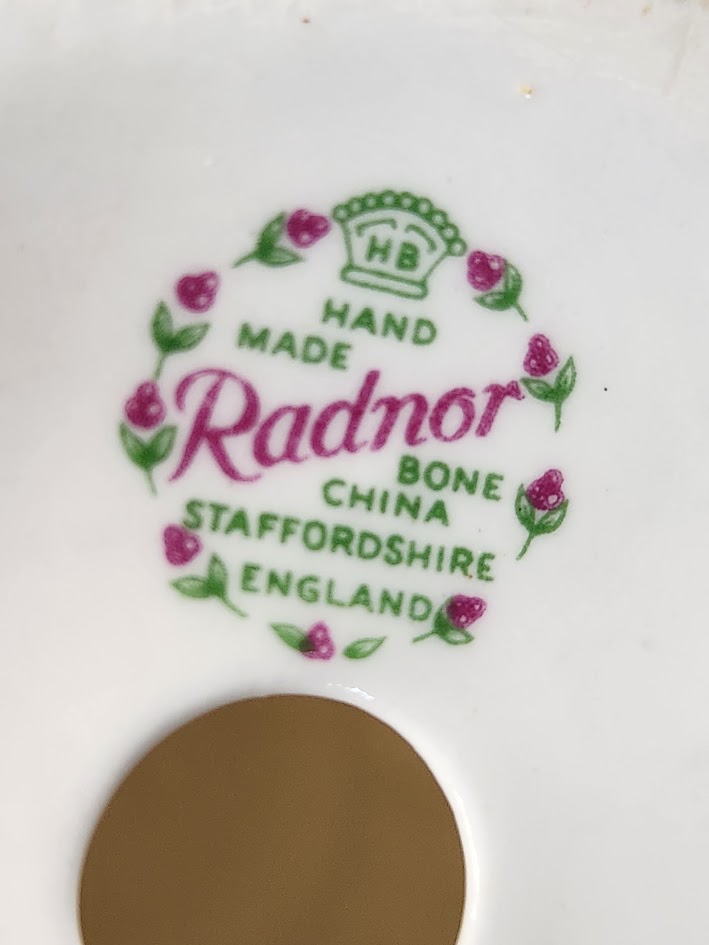 HB
HAND
MADE
Radnor
BONE
CHINA
STAFFORDSHIRE
ENGLAND